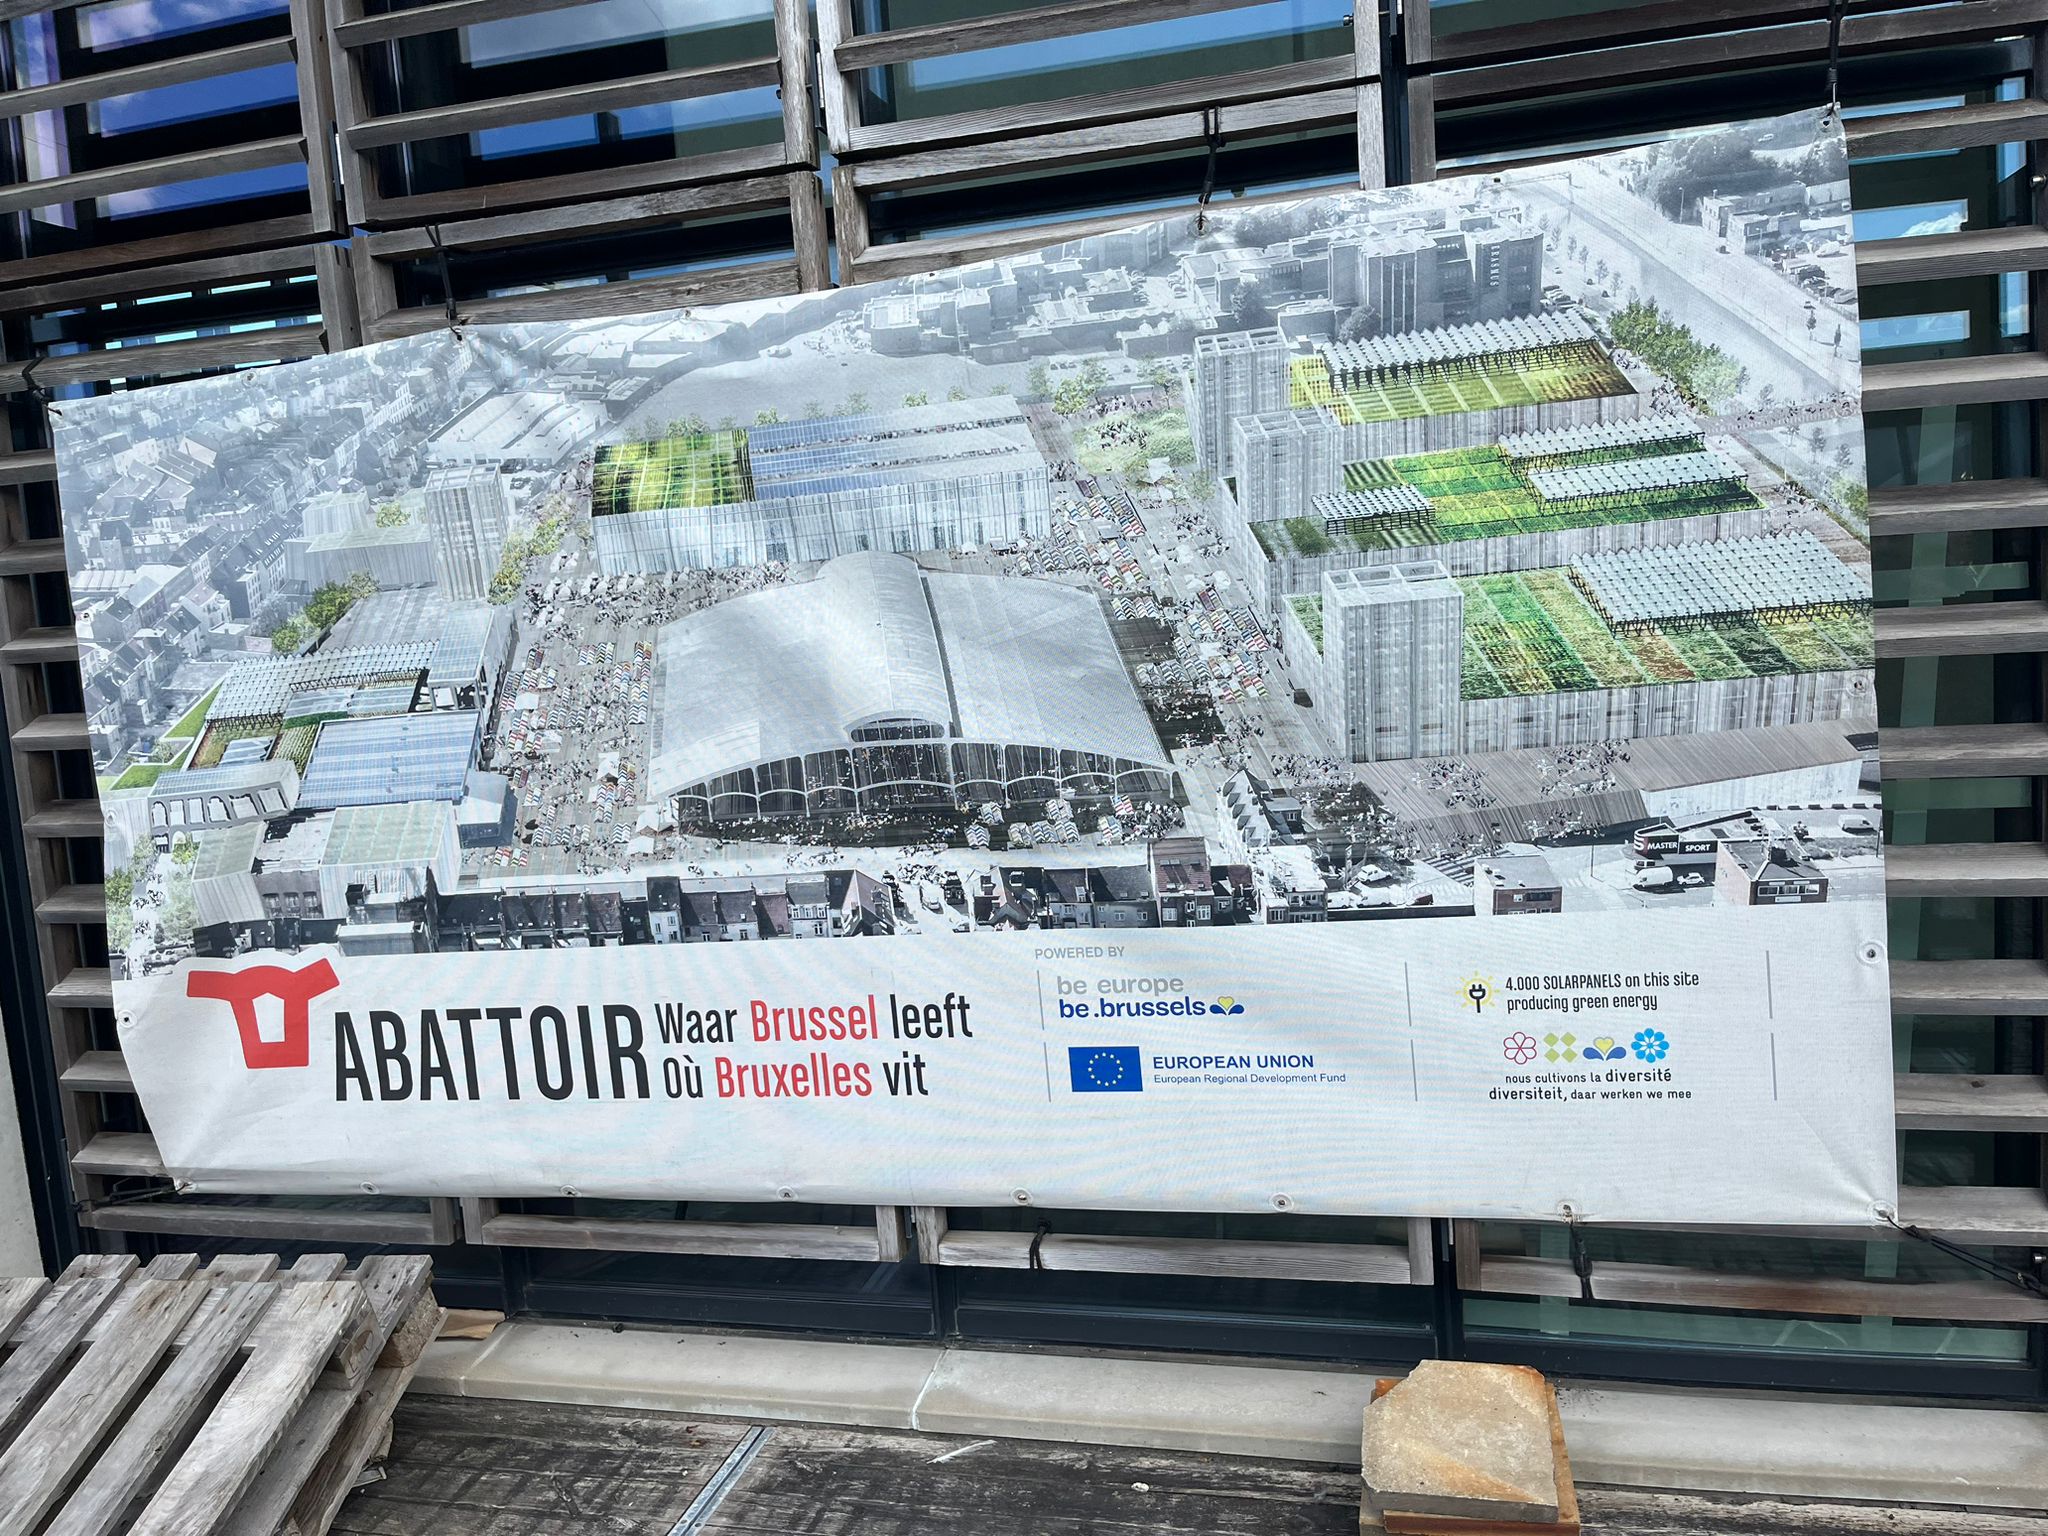 ERASMUS
MASTER SPORT
ABATTOIR
Waar Brussel leeft
Où Bruxelles vit
POWERED BY
be europe
be.brussels
EUROPEAN UNION
European Regional Development Fund
4.000 SOLARPANELS on this site
producing green energy
nous cultivons la diversité
diversiteit, daar werken we mee